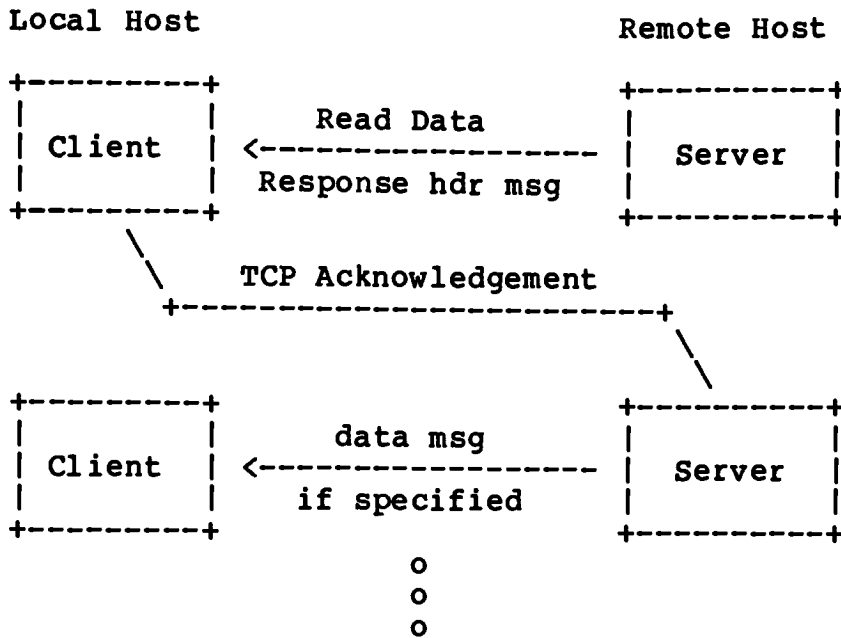 Local Host
Remote Host
Read Data
Client
Server
Response hdr msg
TCP Acknowledgement
data msg
Client
Server
if specified
o
o
o